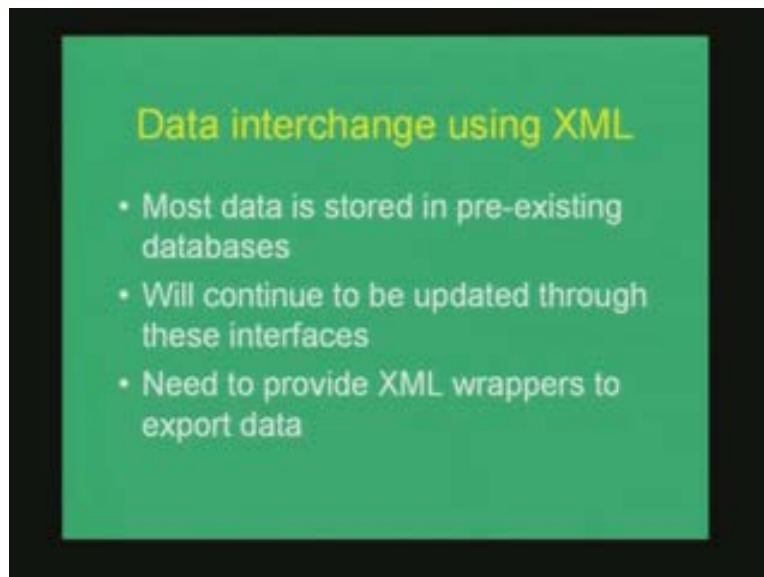 Data interchange using XML
• Most data is stored in pre-existing
databases
• Will continue to be updated through
these interfaces
• Need to provide XML wrappers to
export data